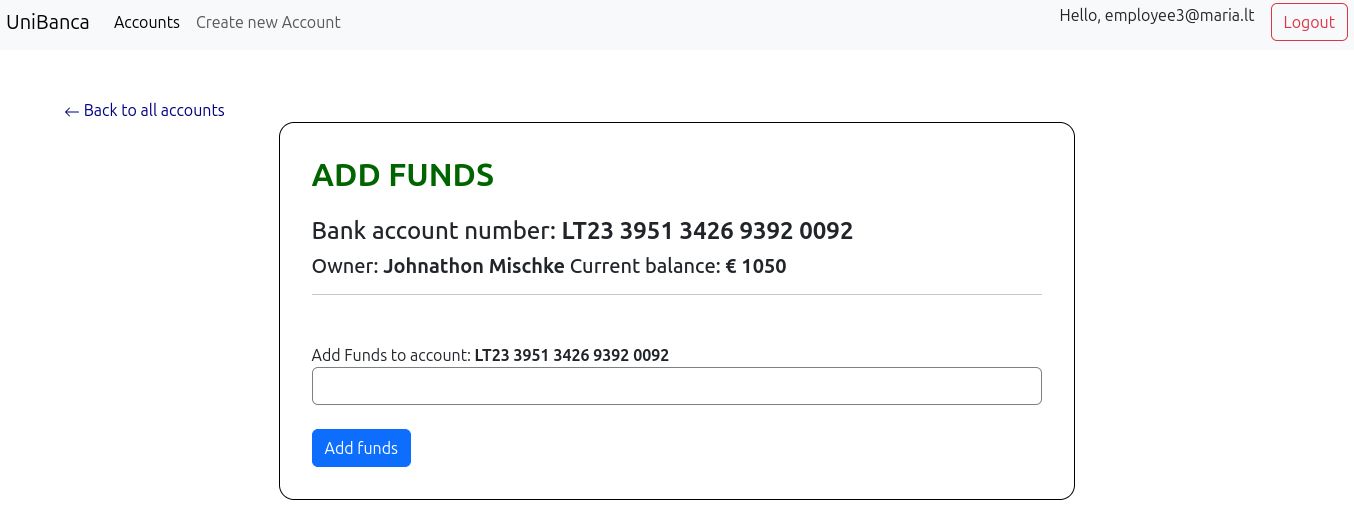 UniBanca Accounts Create new Account Hello, employee3@maria.lt Logout
← Back to all accounts
ADD FUNDS
Bank account number: LT23 3951 3426 9392 0092
Owner: Johnathon Mischke Current balance: € 1050
Add Funds to account: LT23 3951 3426 9392 0092
Add funds